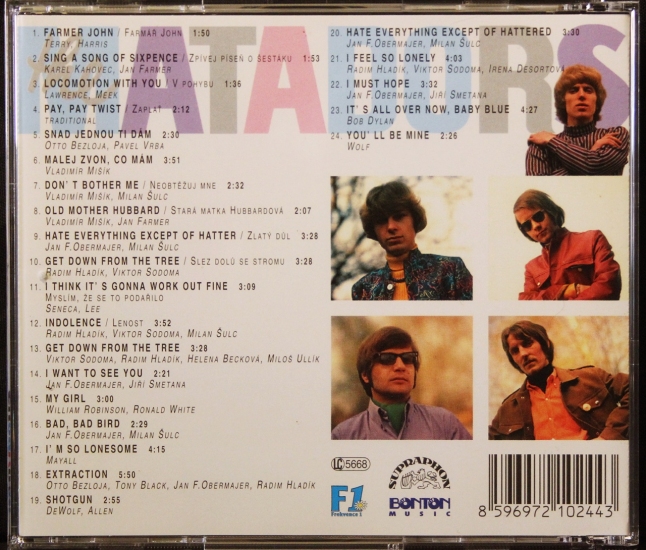 MATADORS
1. FARMER JOHN / FARMÁŘ JOHN 1:50
TERRY, HARRIS
2. SING A SONG OF SIXPENCE / ZPÍVEJ PÍSEŇ O ŠESTÁKU 1:53
KAREL KAHOVEC, JAN FARMER
3. LOCOMOTION WITH YOU / V POHYBU 1:36
LAWRENCE, MEEK
4. PAY, PAY TWIST / ZAPLAŤ 2:12
TRADITIONAL
5. SNAD JEDNOU TI DÁM 2:30
OTTO BEZLOJA, PAVEL VRBA
6. MALEJ ZVON, CO MÁM 3:51
VLADIMÍR MIŠÍK
7. DON'T BOTHER ME / NEOBTĚŽUJ MNE 2:32
VLADIMÍR MIŠÍK, MILAN ŠULC
8. OLD MOTHER HUBBARD / STARÁ MATKA HUBBARDOVÁ 2:07
VLADIMÍR MIŠÍK, JAN FARMER
9. HATE EVERYTHING EXCEPT OF HATTER / ZLATÝ DŮL 3:28
JAN F.OBERMAJER, MILAN ŠULC
10. GET DOWN FROM THE TREE / SLEZ DOLŮ SE STROMU 3:28
RADIM HLADÍK, VIKTOR SODOMA
11. I THINK IT'S GONNA WORK OUT FINE 3:09
MYSLÍM, ŽE SE TO PODAŘILO
SENECA, LEE
12. INDOLENCE / LENOST 3:52
RADIM HLADÍK, VIKTOR SODOMA, MILAN ŠULC
13. GET DOWN FROM THE TREE 3:28
VIKTOR SODOMA, RADIM HLADÍK, HELENA BECKOVÁ, MILOŠ ULLÍK
14. I WANT TO SEE YOU 2:21
JAN F.OBERMAJER, JIŘÍ SMETANA
15. MY GIRL 3:00
WILLIAM ROBINSON, RONALD WHITE
16. BAD, BAD BIRD 2:29
JAN F.OBERMAJER, MILAN ŠULC
17. I'M SO LONESOME 4:15
MAYALL
18. EXTRACTION 5:50
OTTO BEZLOJA, TONY BLACK, JAN F.OBERMAJER, RADIM HLADÍK
19. SHOTGUN 2:55
DEWOLF, ALLEN
20. HATE EVERYTHING EXCEPT OF HATTERED 3:30
JAN F.OBERMAJER, MILAN ŠULC
21. I FEEL SO LONELY 4:03
RADIM HLADÍK, VIKTOR SODOMA, IRENA DESORTOVÁ
22. I MUST HOPE 3:32
JAN F.OBERMAJER, JIŘÍ SMETANA
23. IT'S ALL OVER NOW, BABY BLUE 4:27
BOB DYLAN
24. YOU'LL BE MINE 2:26
WOLF
LC 5668
SUPRAPHON
F1
Frekvence 1
BONTON
MUSIC
8 596972 102443